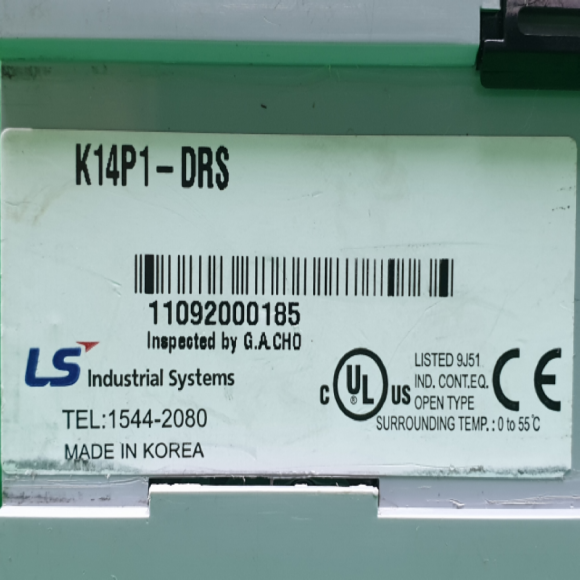 K14P1-DRS
11092000185
Inspected by G.A.CHO
LS Industrial Systems
TEL:1544-2080
MADE IN KOREA
C UL US
LISTED 9J51
IND. CONT.EQ.
OPEN TYPE
SURROUNDING TEMP.: 0 to 55℃
CE